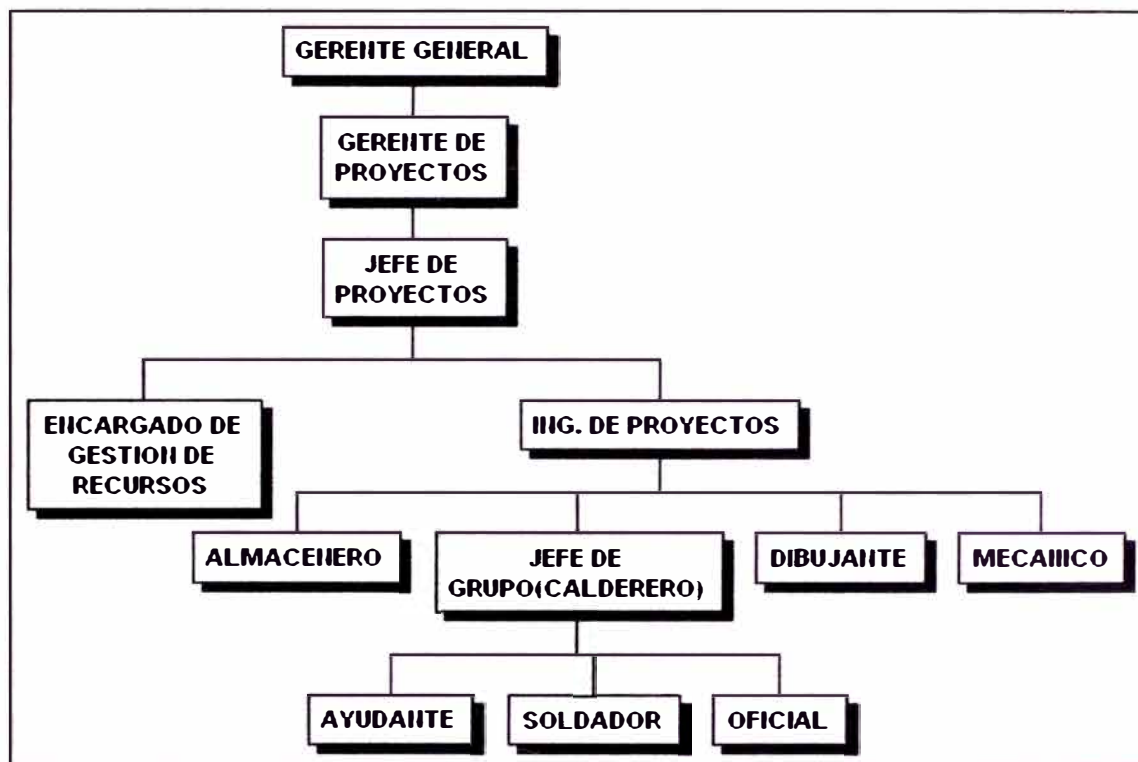 GERENTE GENERAL
GERENTE DE
PROYECTOS
JEFE DE
PROYECTOS
ENCARGADO DE
GESTION DE
RECURSOS
ING. DE PROYECTOS
ALMACENERO
JEFE DE
GRUPO(CALDERERO)
DIBUJANTE
MECANICO
AYUDANTE
SOLDADOR
OFICIAL